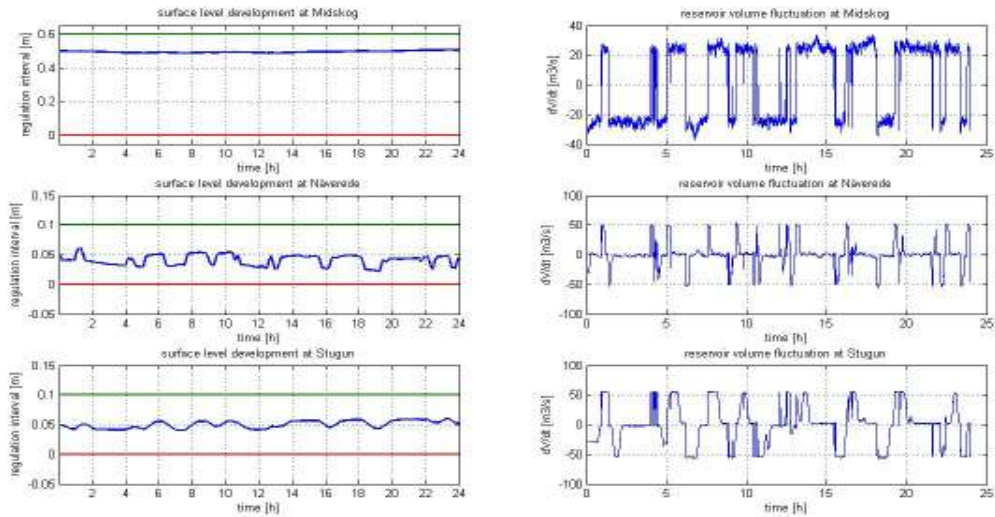 surface level development at Midskog
regulation interval [m]
0.6
0.4
0.2
0
2 4 6 8 10 12 14 16 18 20 22 24
time [h]
reservoir volume fluctuation at Midskog
dV/dt [m3/s]
40
20
0
-20
-40
0 5 10 15 20 25
time [h]
surface level development at Näverede
regulation interval [m]
0.15
0.1
0.05
0
-0.05
2 4 6 8 10 12 14 16 18 20 22 24
time [h]
reservoir volume fluctuation at Näverede
dV/dt [m3/s]
100
50
0
-50
-100
0 5 10 15 20 25
time [h]
surface level development at Stugun
regulation interval [m]
0.15
0.1
0.05
0
-0.05
2 4 6 8 10 12 14 16 18 20 22 24
time [h]
reservoir volume fluctuation at Stugun
dV/dt [m3/s]
100
50
0
-50
-100
0 5 10 15 20 25
time [h]